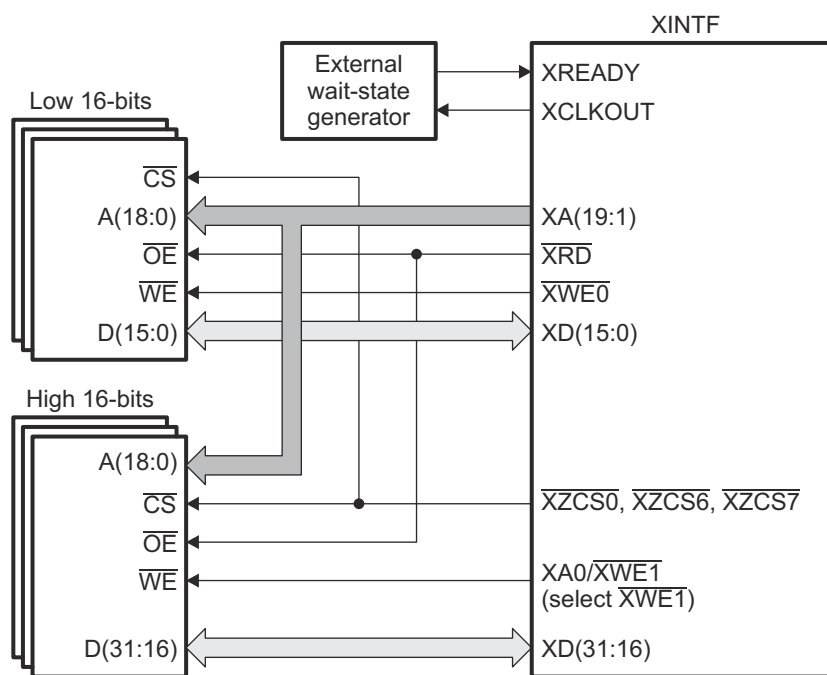 XINTF
External
wait-state
generator
XREADY
XCLKOUT
Low 16-bits
CS
A(18:0)
OE
WE
D(15:0)
XA(19:1)
XRD
XWE0
XD(15:0)
High 16-bits
A(18:0)
CS
OE
WE
D(31:16)
XZCS0, XZCS6, XZCS7
XA0/XWE1
(select XWE1)
XD(31:16)